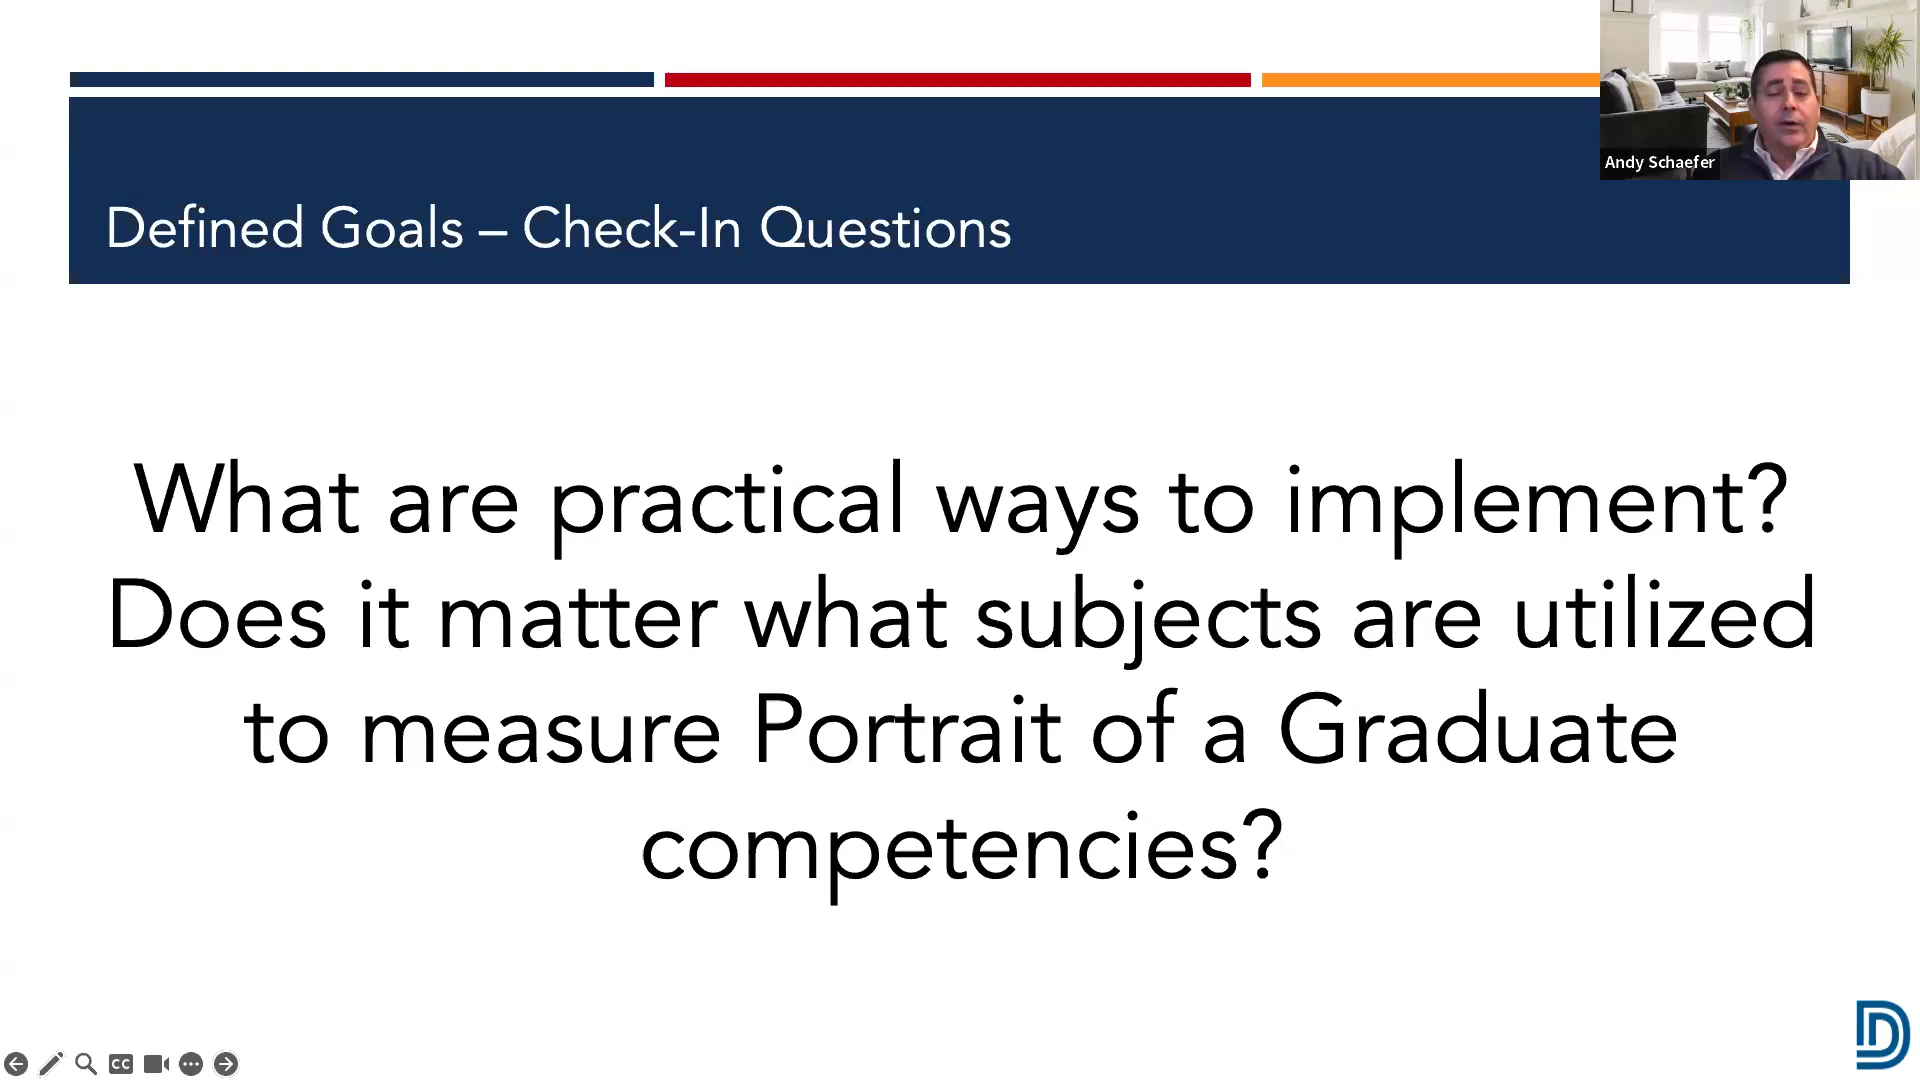 Andy Schaefer
Defined Goals – Check-In Questions
What are practical ways to implement?
Does it matter what subjects are utilized
to measure Portrait of a Graduate
competencies?
CC